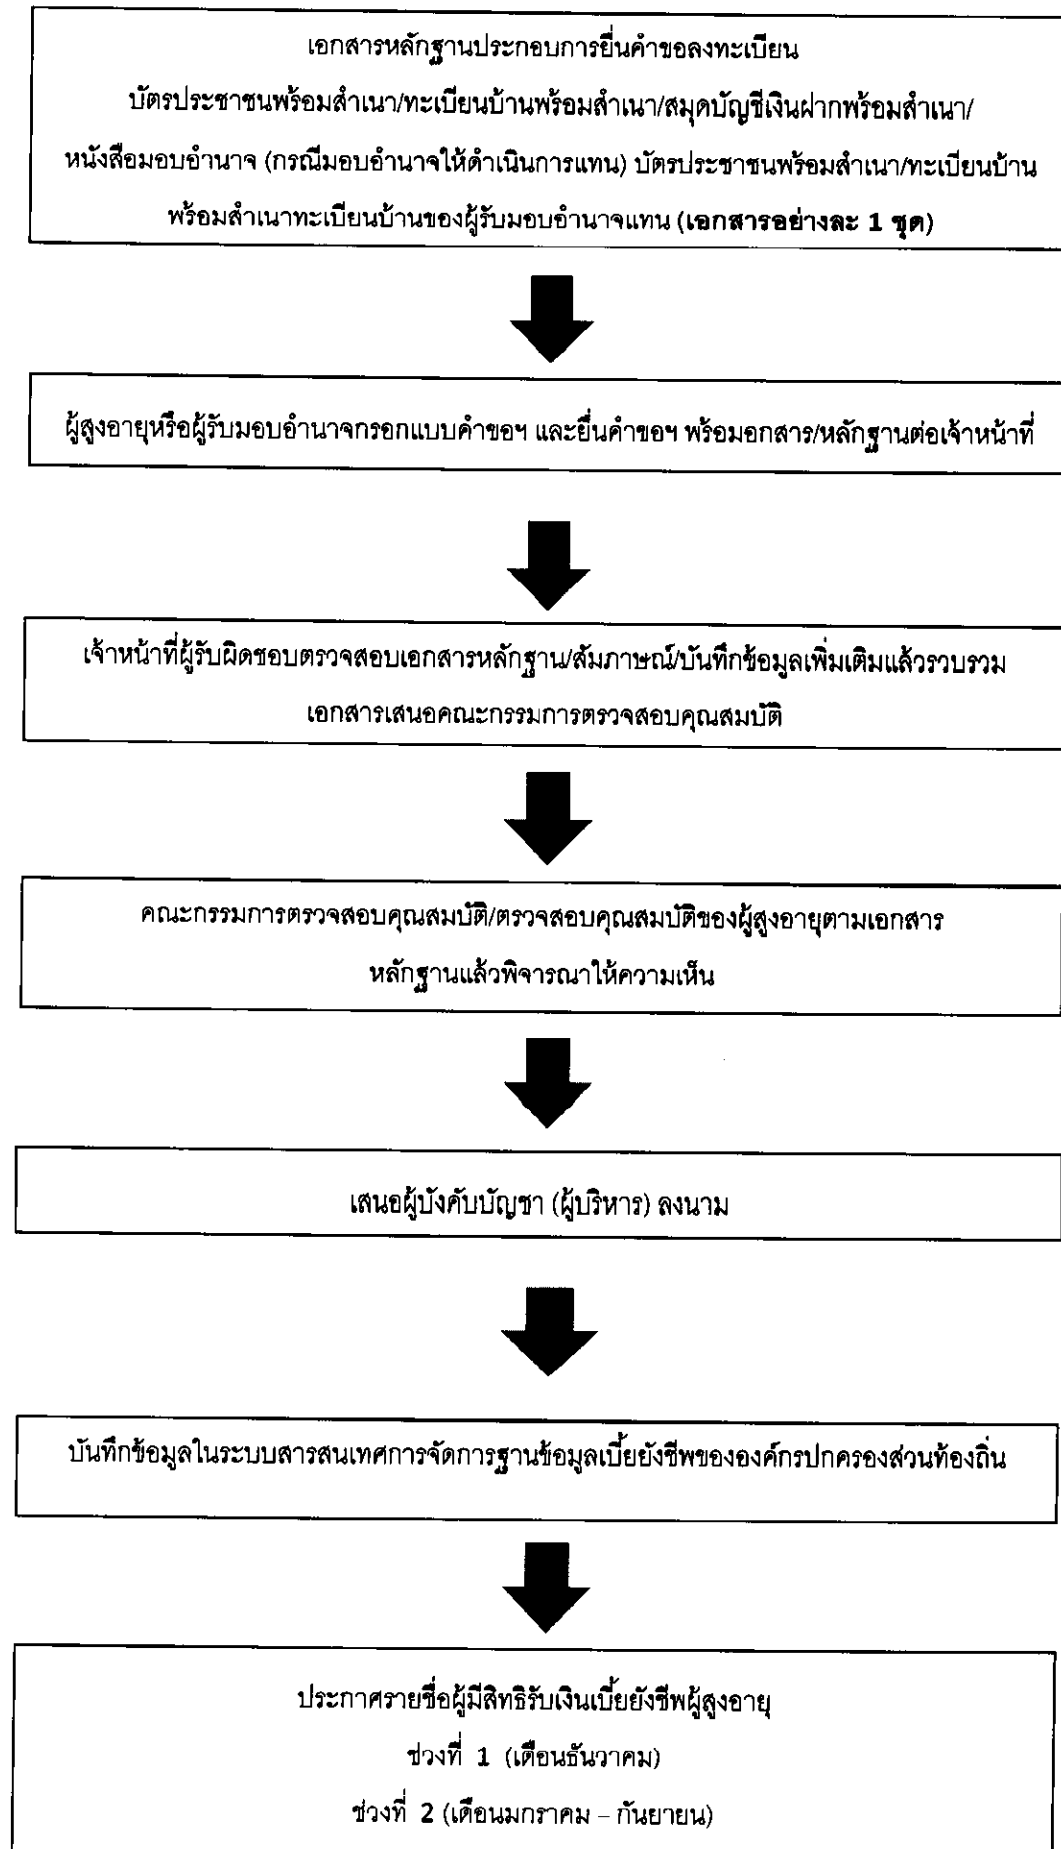 เอกสารหลักฐานประกอบการยื่นคำขอลงทะเบียน
บัตรประชาชนพร้อมสำเนา/ทะเบียนบ้านพร้อมสำเนา/สมุดบัญชีเงินฝากพร้อมสำเนา/
หนังสือมอบอำนาจ (กรณีมอบอำนาจให้ดำเนินการแทน) บัตรประชาชนพร้อมสำเนา/ทะเบียนบ้าน
พร้อมสำเนาทะเบียนบ้านของผู้รับมอบอำนาจแทน (เอกสารอย่างละ 1 ชุด)
ผู้สูงอายุหรือผู้รับมอบอำนาจกรอกแบบคำขอฯ และยื่นคำขอฯ พร้อมอกสาร/หลักฐานต่อเจ้าหน้าที่
เจ้าหน้าที่ผู้รับผิดชอบตรวจสอบเอกสารหลักฐาน/สัมภาษณ์/บันทึกข้อมูลเพิ่มเติมแล้วรวบรวม
เอกสารเสนอคณะกรรมการตรวจสอบคุณสมบัติ
คณะกรรมการตรวจสอบคุณสมบัติ/ตรวจสอบคุณสมบัติของผู้สูงอายุตามเอกสาร
หลักฐานแล้วพิจารณาให้ความเห็น
เสนอผู้บังคับบัญชา (ผู้บริหาร) ลงนาม
บันทึกข้อมูลในระบบสารสนเทศการจัดการฐานข้อมูลเบี้ยยังชีพขององค์กรปกครองส่วนท้องถิ่น
ประกาศรายชื่อผู้มีสิทธิรับเงินเบี้ยยังชีพผู้สูงอายุ
ช่วงที่ 1 (เดือนธันวาคม)
ช่วงที่ 2 (เดือนมกราคม – กันยายน)